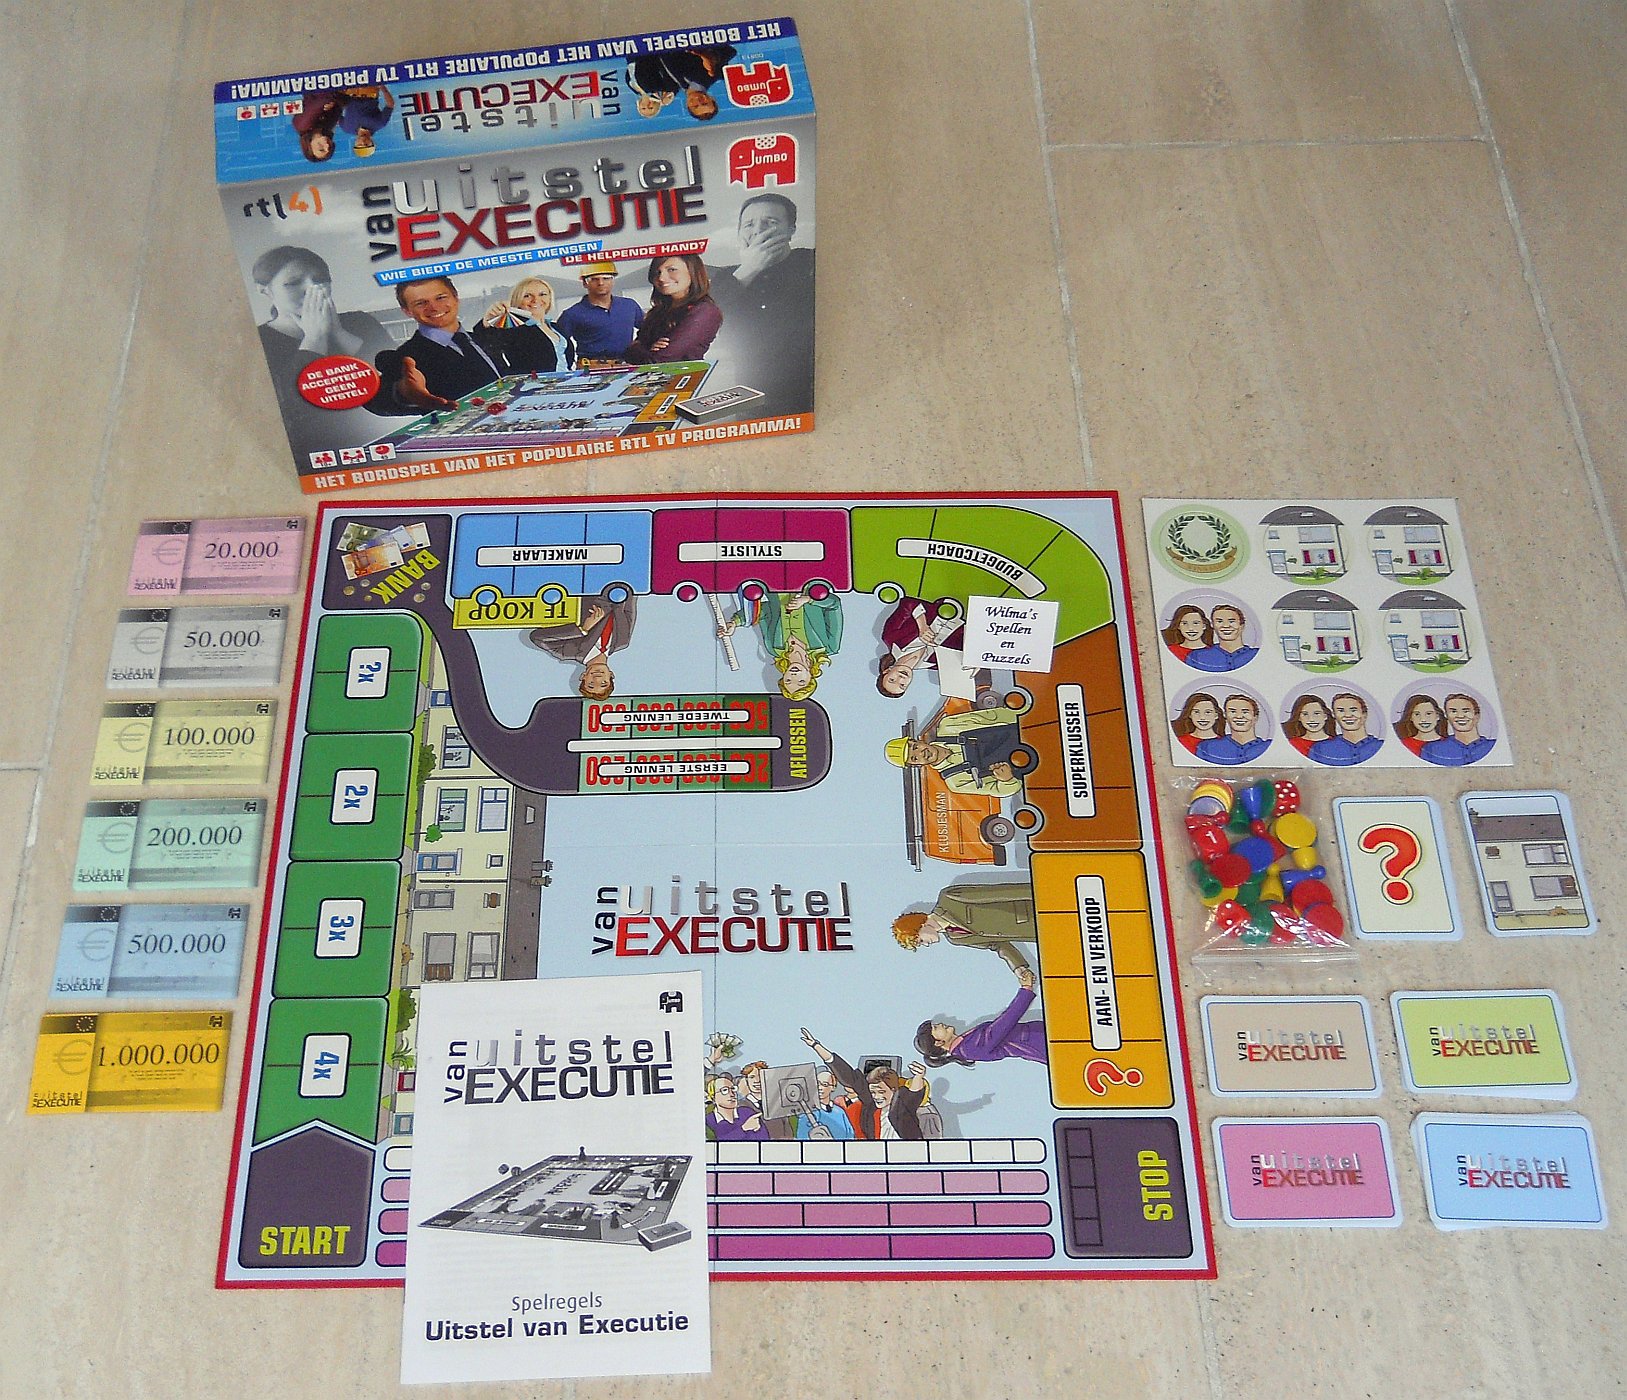 HET BORDSPEL VAN HET POPULAIRE RTL TV PROGRAMMA!
00813
JUMBO
uitstel
van
EXECUTIE
JUMBO
rtl 4
uitstel
van
EXECUTIE
WIE BIEDT DE MEESTE MENSEN
DE HELPENDE HAND?
DE BANK
ACCEPTEERT
GEEN
UITSTEL!
HET BORDSPEL VAN HET POPULAIRE RTL TV PROGRAMMA!
20.000
50.000
100.000
200.000
500.000
1.000.000
BANK
MAKELAAR
STYLISTE
BUDGETCOACH
TE KOOP
Wilma's
Spellen
en
Puzzels
?x
2x
3x
4x
TWEEDE LENING
EERSTE LENING
AFLOSSEN
SUPERKLUSSER
KLUSJESMAN
AAN- EN VERKOOP
?
uitstel
van
EXECUTIE
START
STOP
uitstel
van
EXECUTIE
Spelregels
Uitstel van Executie
?
uitstel
van
EXECUTIE
uitstel
van
EXECUTIE
uitstel
van
EXECUTIE
uitstel
van
EXECUTIE